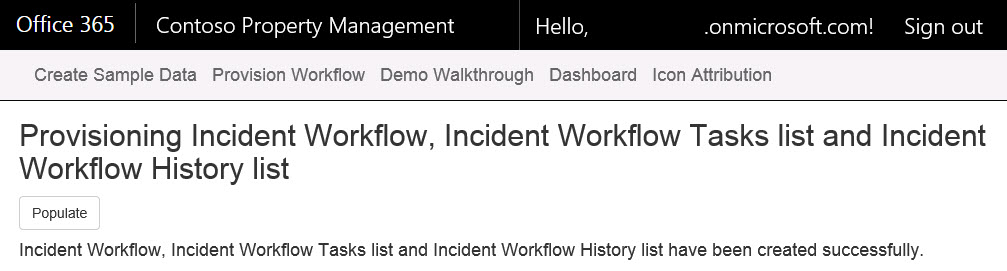 Office 365 Contoso Property Management Hello, .onmicrosoft.com! Sign out
Create Sample Data Provision Workflow Demo Walkthrough Dashboard Icon Attribution
Provisioning Incident Workflow, Incident Workflow Tasks list and Incident
Workflow History list
Populate
Incident Workflow, Incident Workflow Tasks list and Incident Workflow History list have been created successfully.